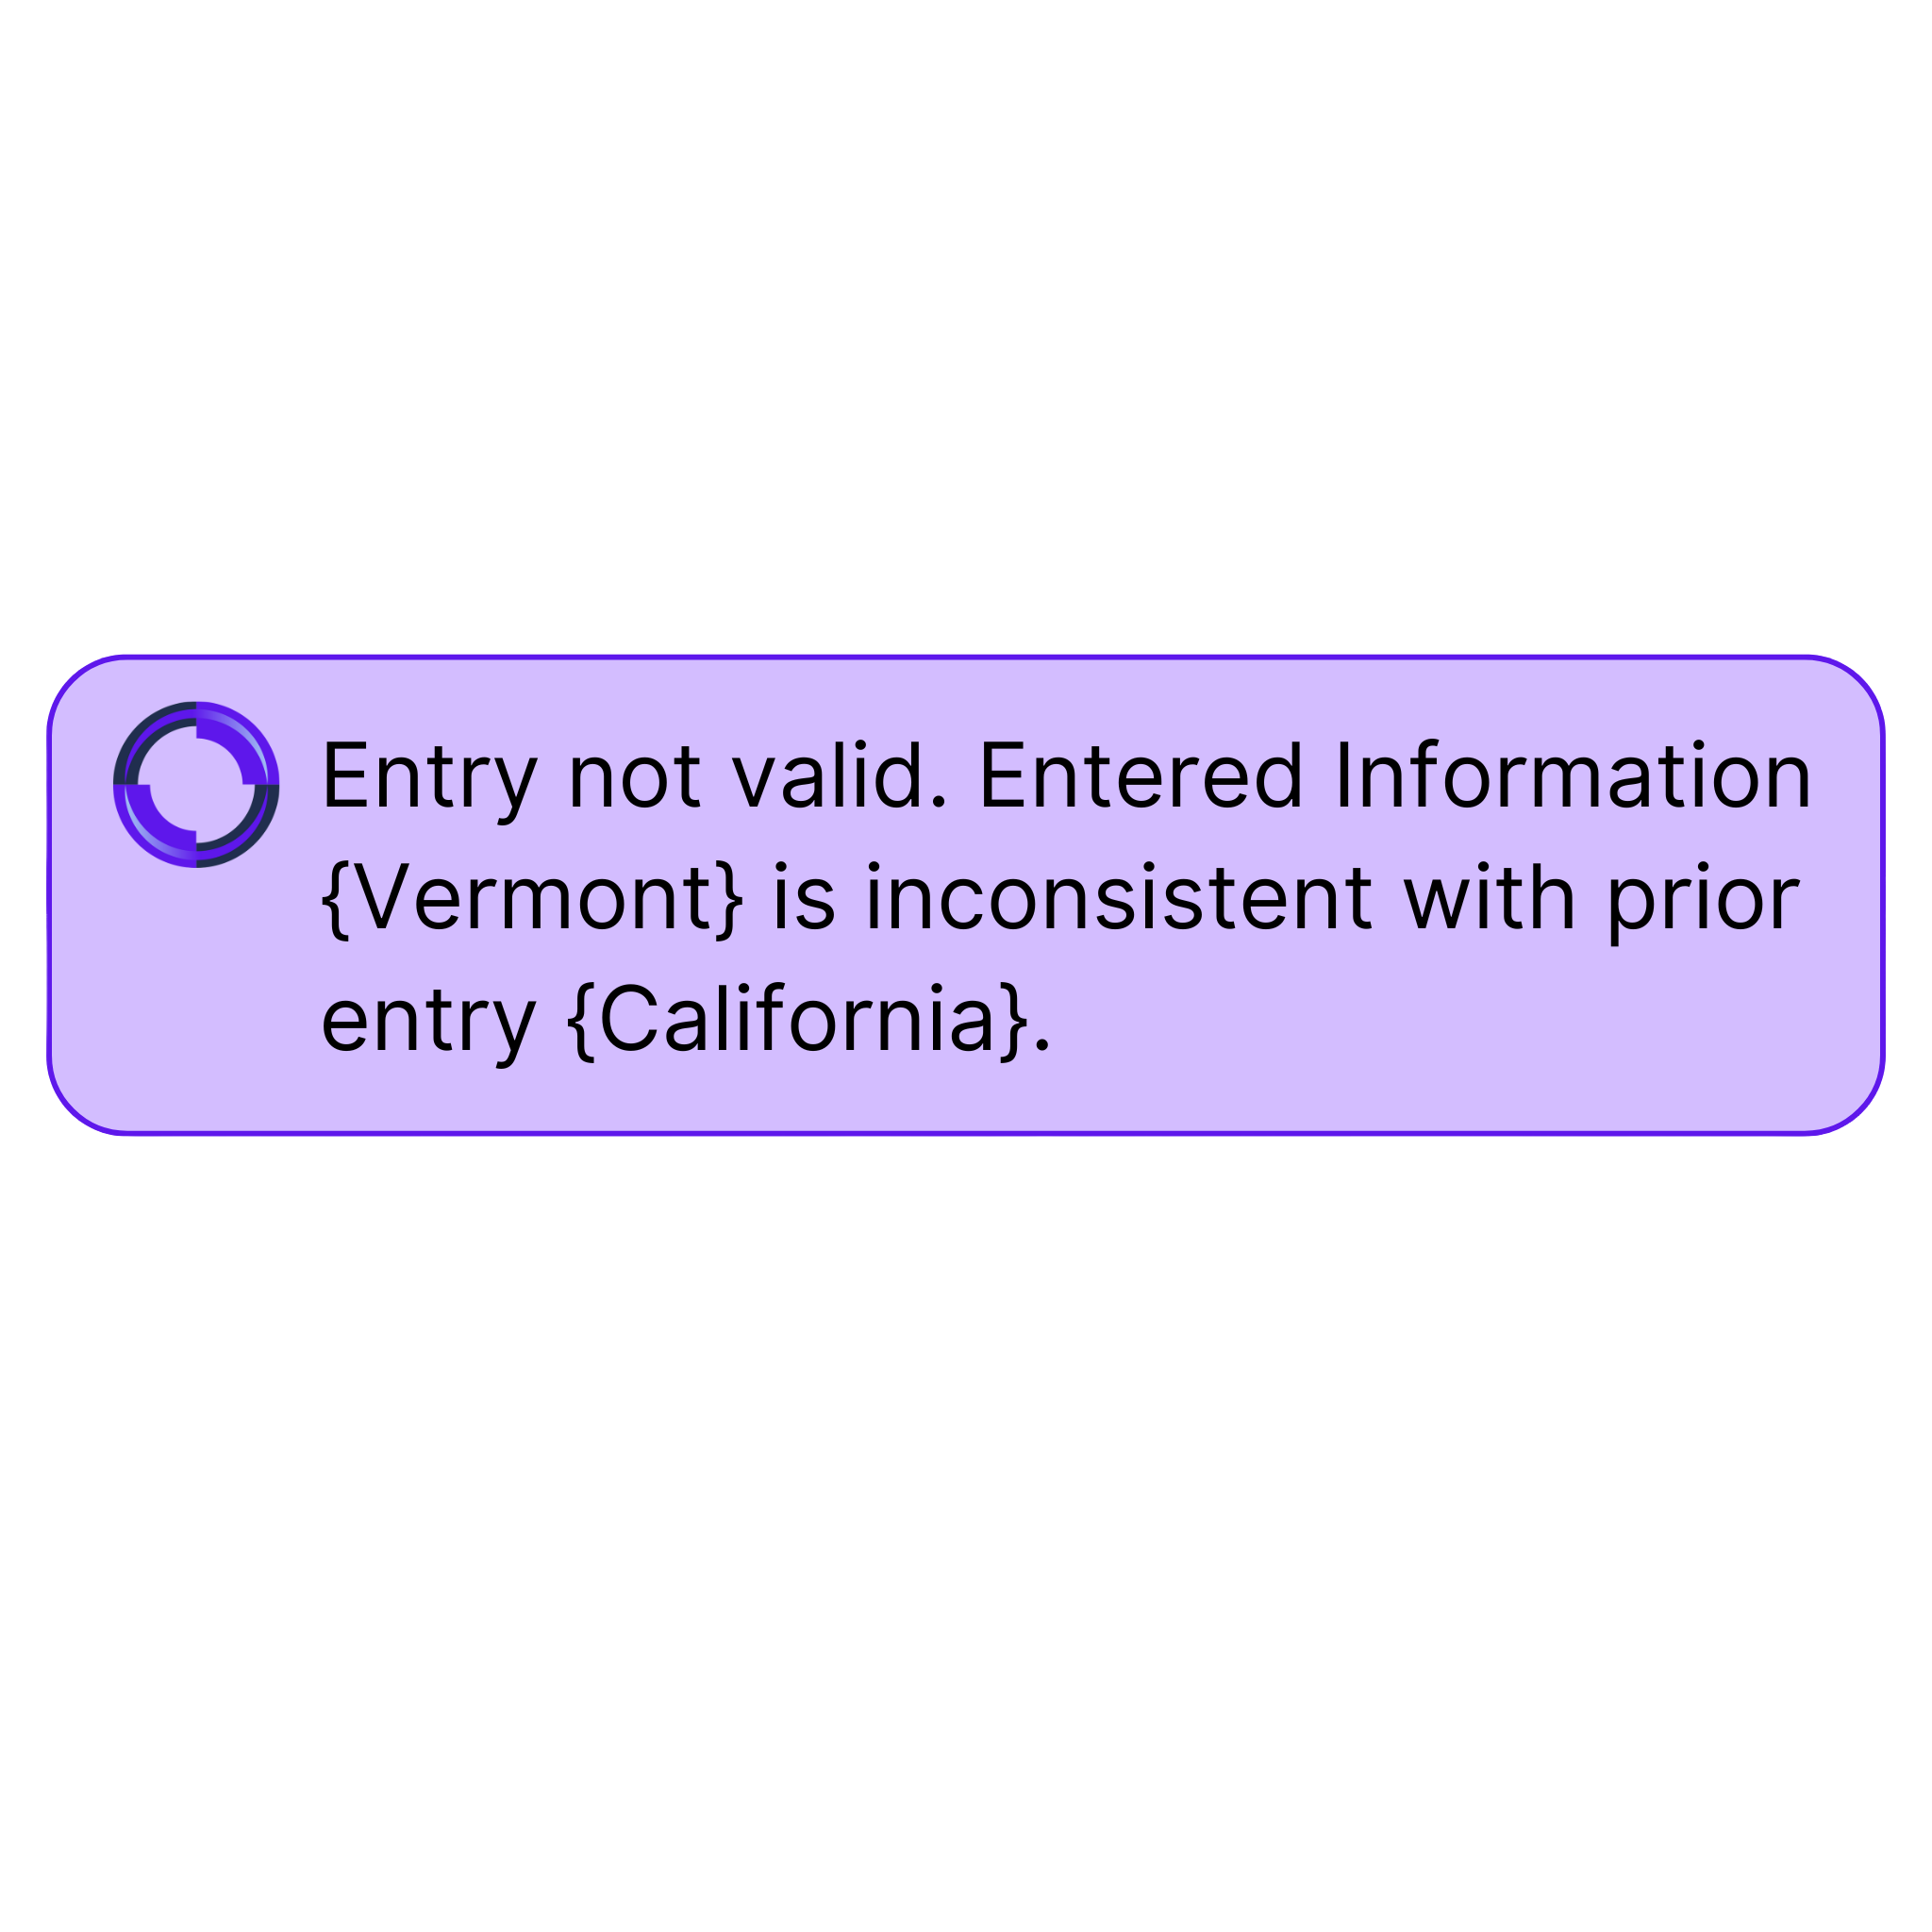 Entry not valid. Entered Information
{Vermont} is inconsistent with prior
entry {California}.